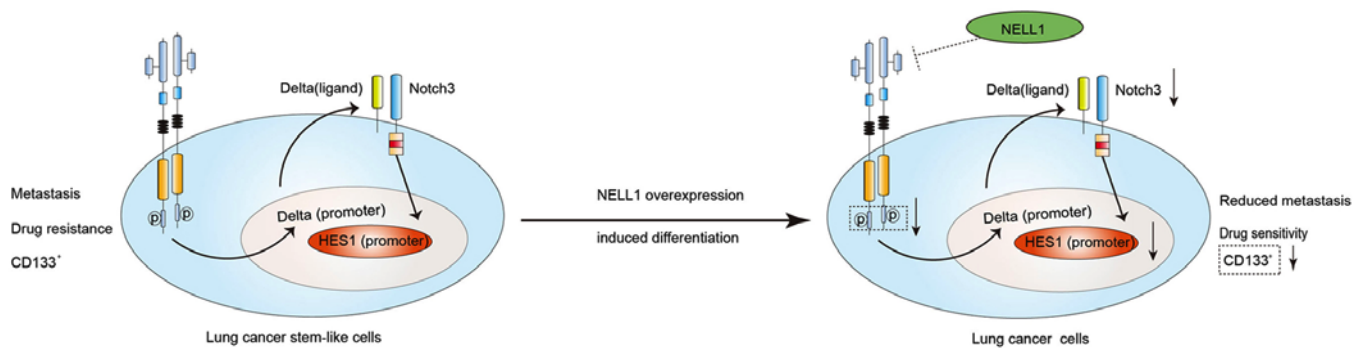 Delta(ligand)
Notch3
Metastasis
Drug resistance
CD133⁺
p
p
Delta (promoter)
HES1 (promoter)
Lung cancer stem-like cells
NELL1 overexpression
induced differentiation
NELL1
Delta(ligand)
Notch3
p
p
Delta (promoter)
HES1 (promoter)
Reduced metastasis
Drug sensitivity
CD133⁺
Lung cancer cells